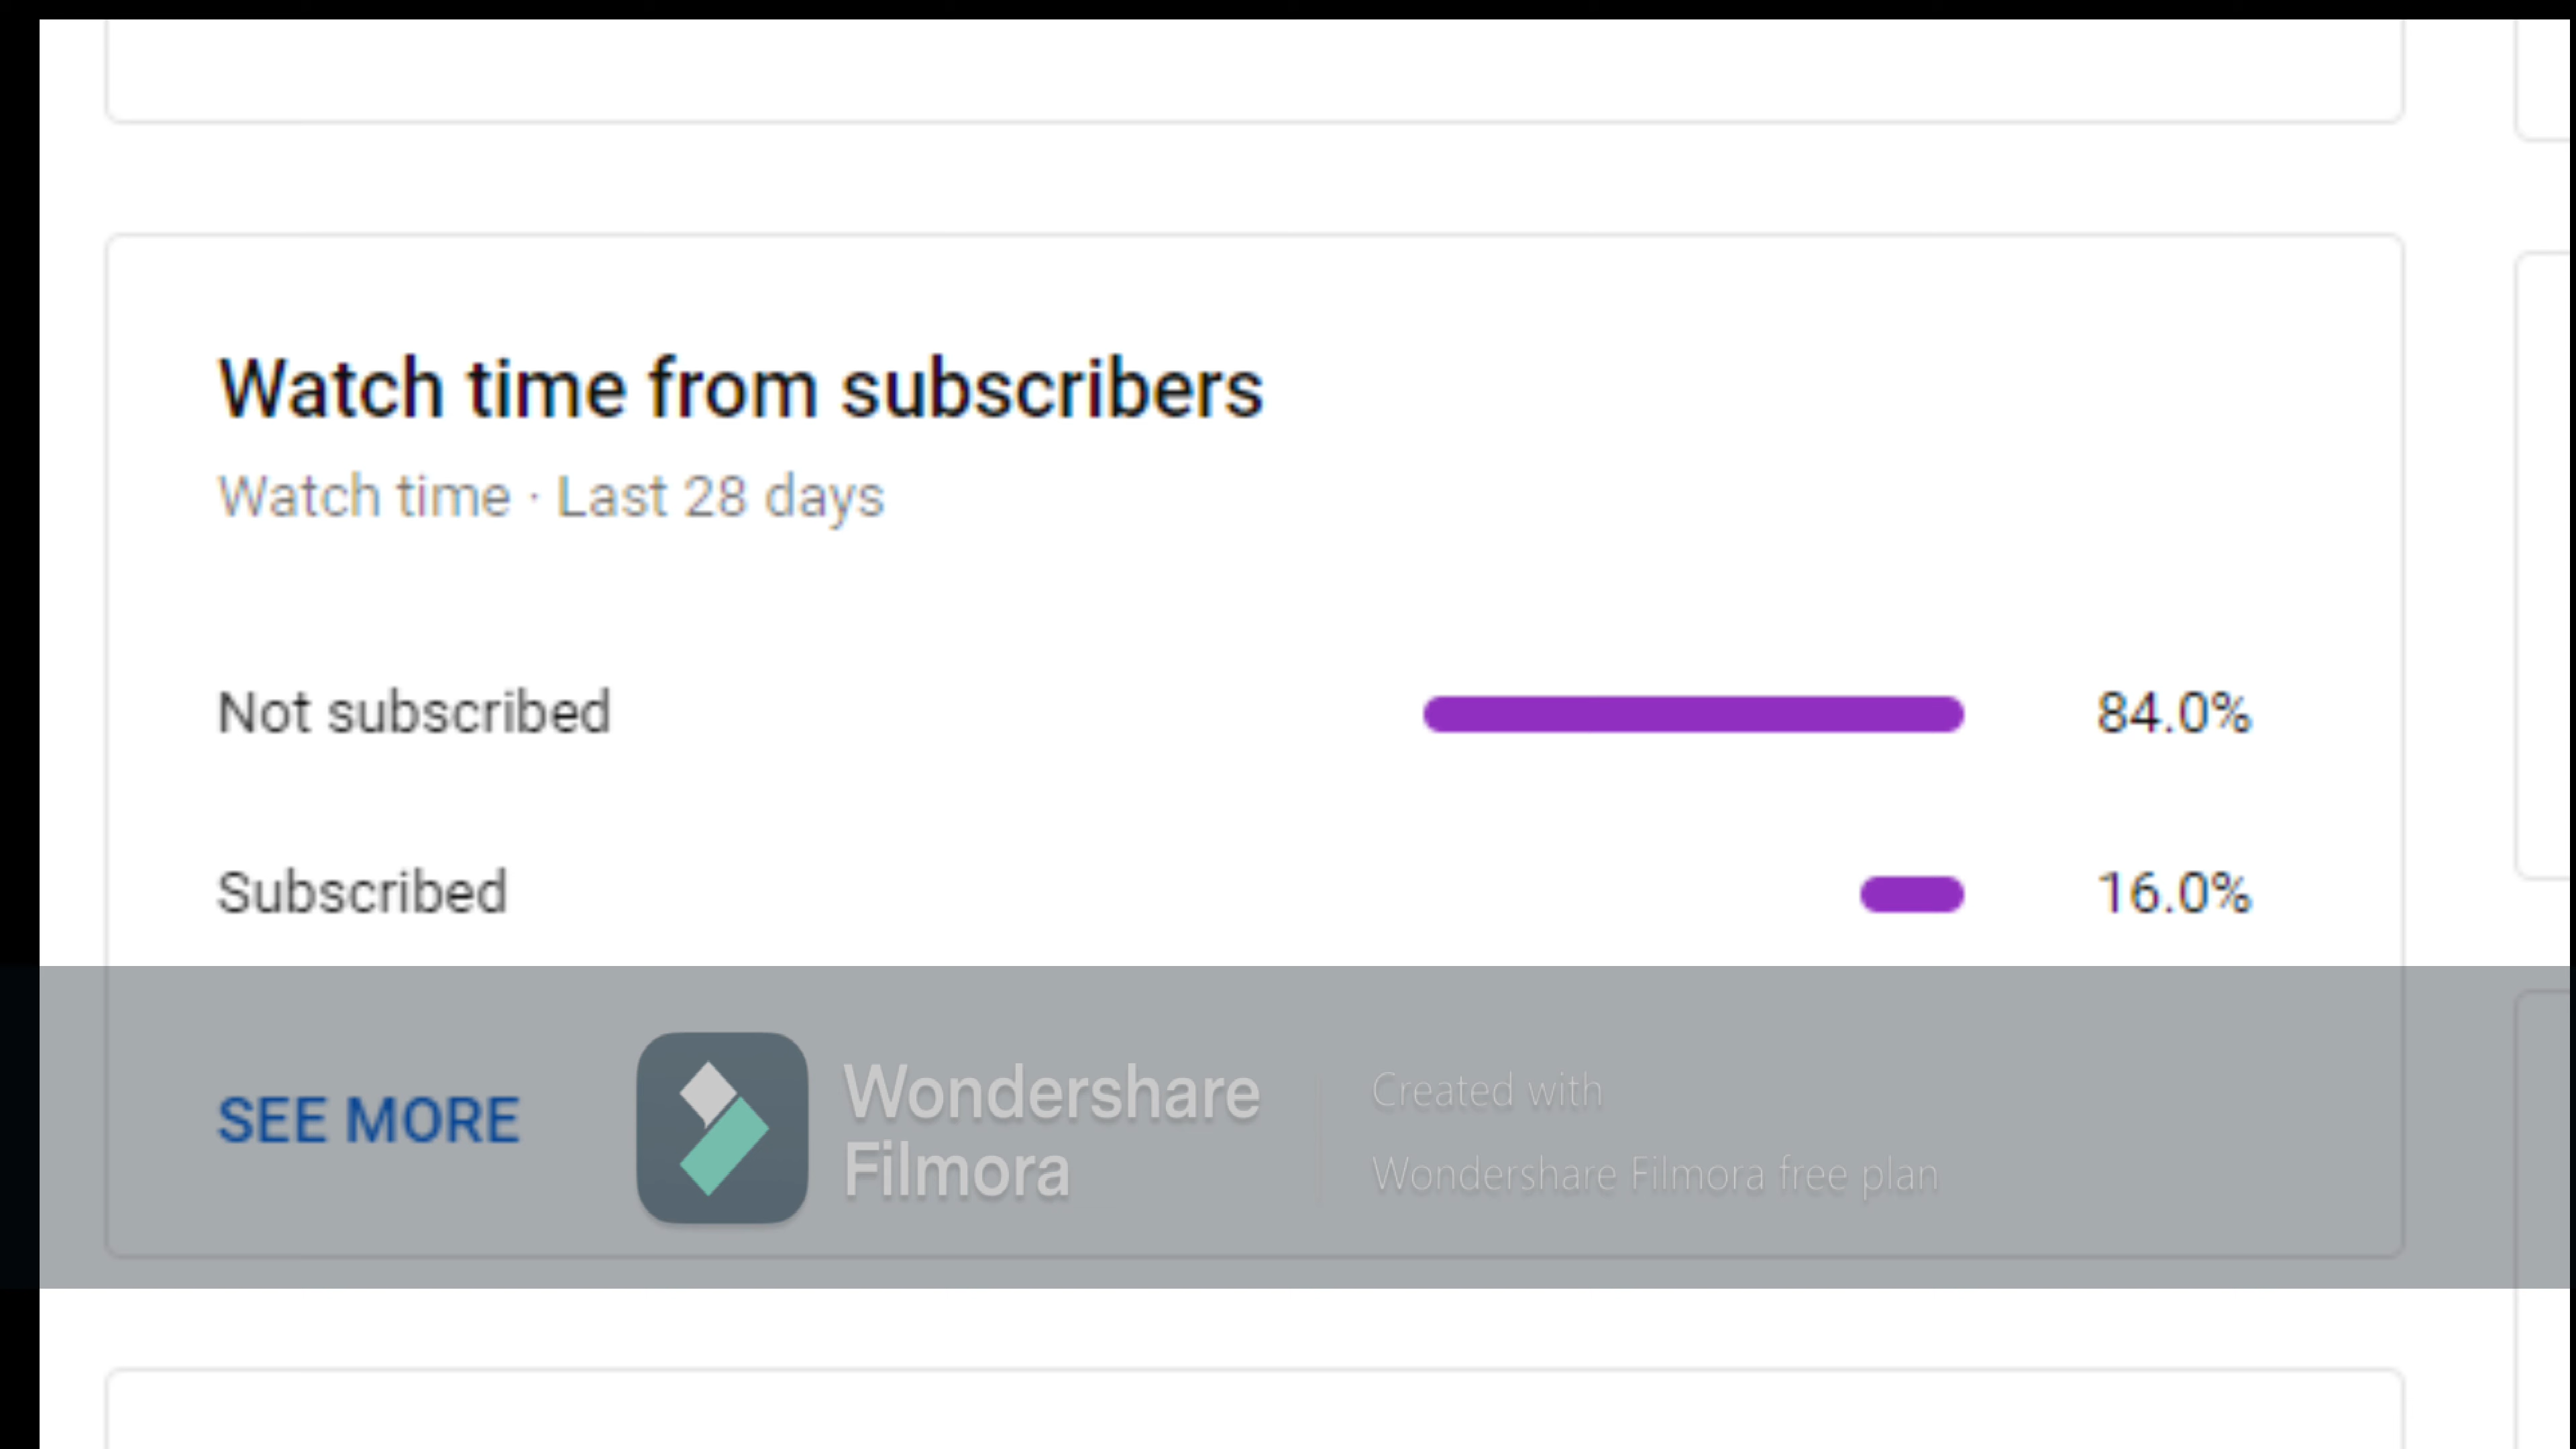 Watch time from subscribers
Watch time · Last 28 days
Not subscribed 84.0%
Subscribed 16.0%
SEE MORE
Wondershare
Filmora
Created with
Wondershare Filmora free plan